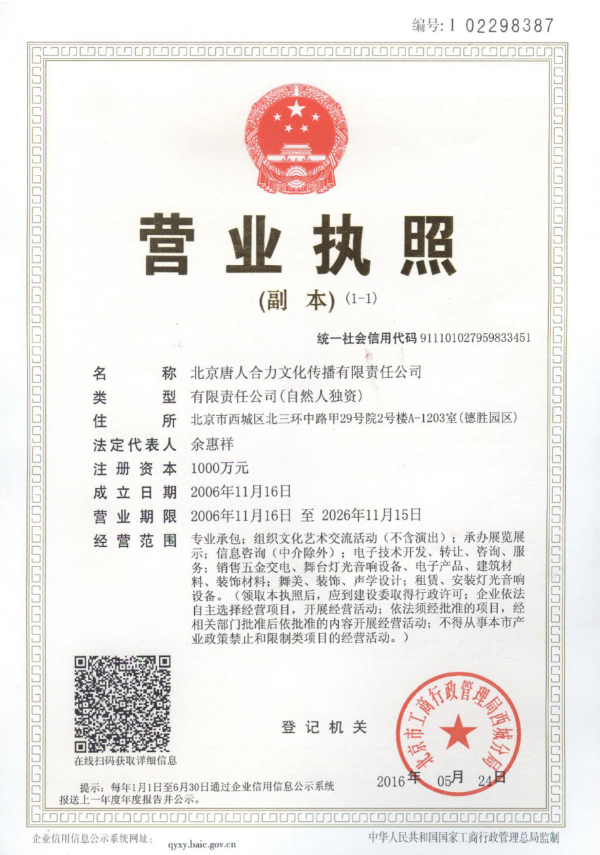 编号: 1 02298387
营业执照
(副 本) (1-1)
统一社会信用代码 911101027959833451
名 称 北京唐人合力文化传播有限责任公司
类 型 有限责任公司(自然人独资)
住 所 北京市西城区北三环中路甲29号院2号楼A-1203室(德胜园区)
法定代表人 余惠祥
注册资本 1000万元
成立日期 2006年11月16日
营业期限 2006年11月16日 至 2026年11月15日
经营范围 专业承包；组织文化艺术交流活动（不含演出）；承办展览展
示；信息咨询（中介除外）；电子技术开发、转让、咨询、服
务；销售五金交电、舞台灯光音响设备、电子产品、建筑材
料、装饰材料；舞美、装饰、声学设计；租赁、安装灯光音响
设备。（领取本执照后，应到建设委取得行政许可；企业依法
自主选择经营项目，开展经营活动；依法须经批准的项目，经
相关部门批准后依批准的内容开展经营活动；不得从事本市产
业政策禁止和限制类项目的经营活动。）
在线扫码获取详细信息
登记机关
北京市工商行政管理局西城分局
2016年 05月 24日
提示：每年1月1日至6月30日通过企业信用信息公示系统
报送上一年度年度报告并公示。
企业信用信息公示系统网址： qyxy.baic.gov.cn
中华人民共和国国家工商行政管理总局监制